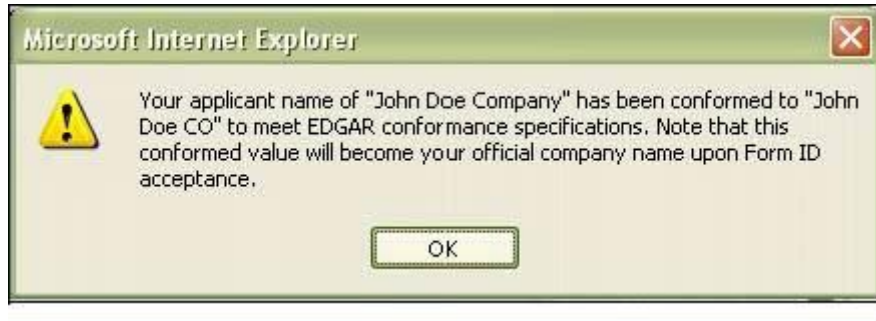 Microsoft Internet Explorer
Your applicant name of "John Doe Company" has been conformed to "John
Doe CO" to meet EDGAR conformance specifications. Note that this
conformed value will become your official company name upon Form ID
acceptance.
OK